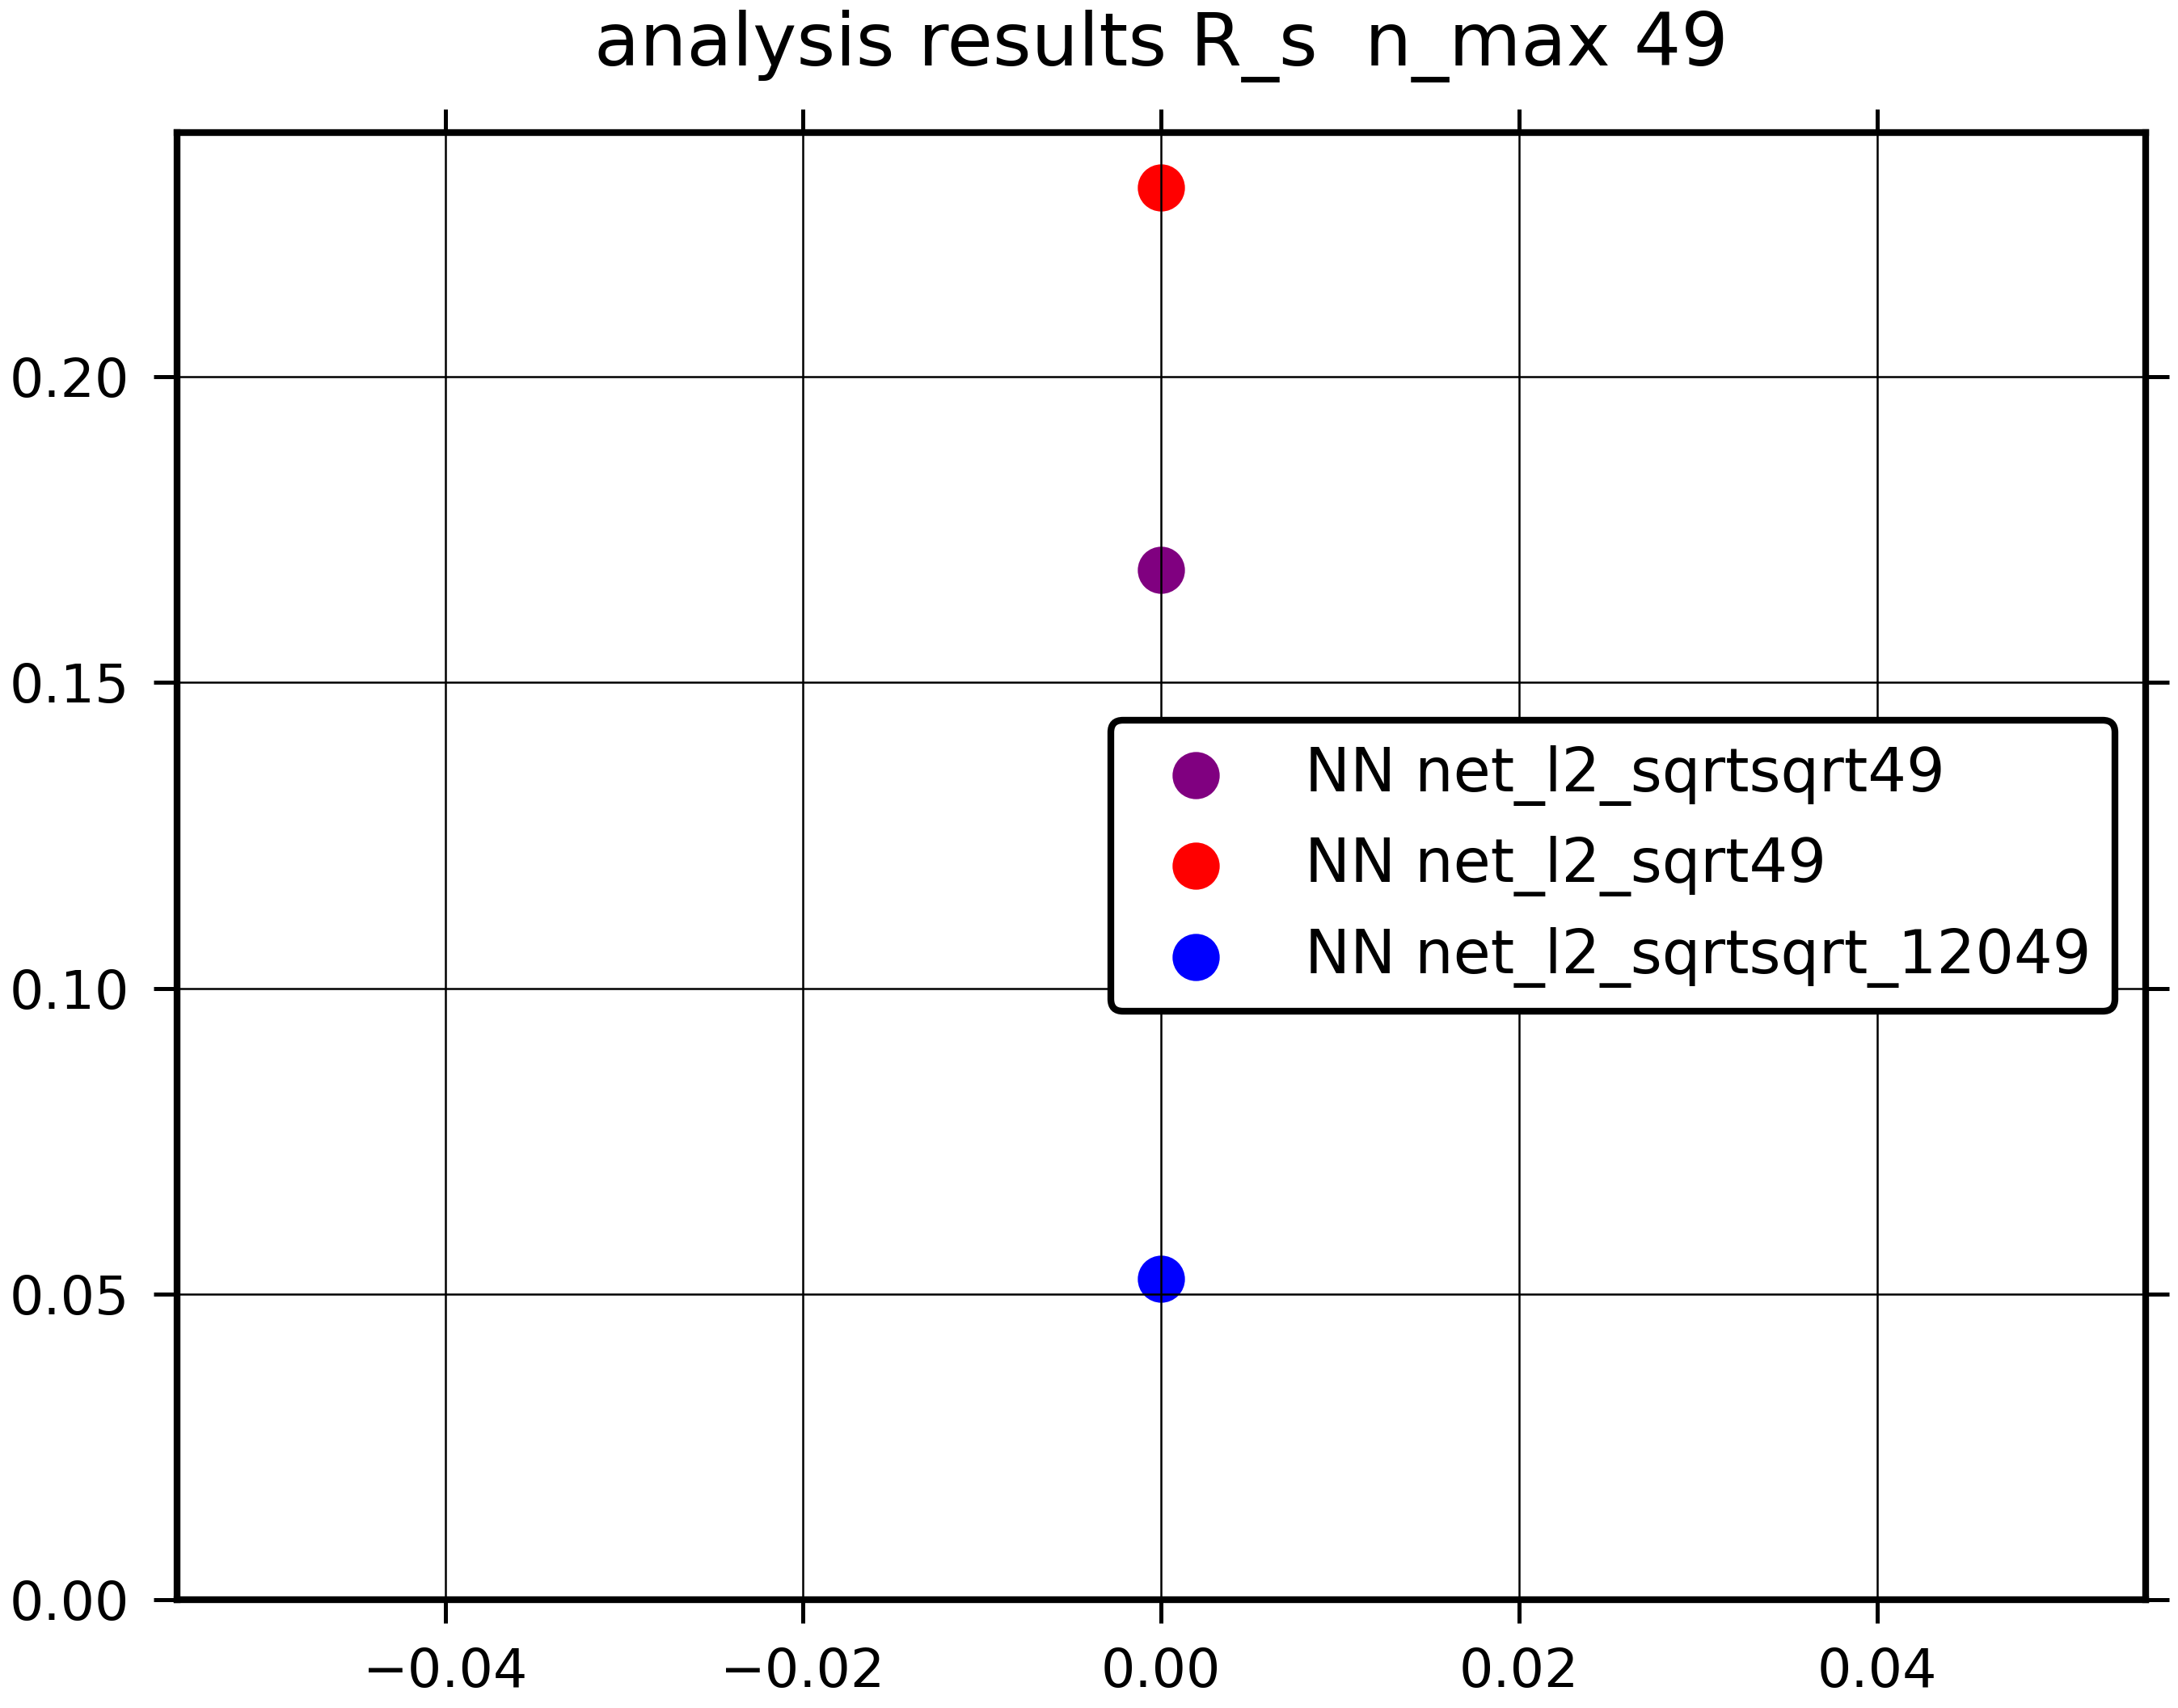 analysis results R_s  n_max 49
0.20
0.15
0.10
0.05
0.00
NN net_l2_sqrtsqrt49
NN net_l2_sqrt49
NN net_l2_sqrtsqrt_12049
−0.04
−0.02
0.00
0.02
0.04